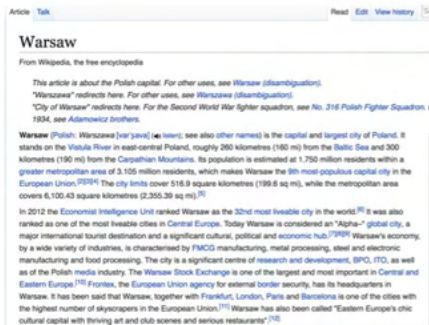 Article Talk Read Edit View history
Warsaw
From Wikipedia, the free encyclopedia
This article is about the Polish capital. For other uses, see Warsaw (disambiguation).
"Warszawa" redirects here. For other uses, see Warszawa (disambiguation).
"City of Warsaw" redirects here. For the Second World War fighter squadron, see No. 316 Polish Fighter Squadron.
1934, see Adamowicz brothers.
Warsaw (Polish: Warszawa [varˈʂava] ( listen); see also other names) is the capital and largest city of Poland. It
stands on the Vistula River in east-central Poland, roughly 260 kilometres (160 mi) from the Baltic Sea and 300
kilometres (190 mi) from the Carpathian Mountains. Its population is estimated at 1.750 million residents within a
greater metropolitan area of 3.105 million residents, which makes Warsaw the 9th most-populous capital city in the
European Union.[2][3][4] The city limits cover 516.9 square kilometres (199.6 sq mi), while the metropolitan area
covers 6,100.43 square kilometres (2,355.39 sq mi).[5]
In 2012 the Economist Intelligence Unit ranked Warsaw as the 32nd most liveable city in the world.[6] It was also
ranked as one of the most liveable cities in Central Europe. Today Warsaw is considered an "Alpha–" global city, a
major international tourist destination and a significant cultural, political and economic hub.[7][8][9] Warsaw's economy,
by a wide variety of industries, is characterised by FMCG manufacturing, metal processing, steel and electronic
manufacturing and food processing. The city is a significant centre of research and development, BPO, ITO, as well
as of the Polish media industry. The Warsaw Stock Exchange is one of the largest and most important in Central and
Eastern Europe.[10] Frontex, the European Union agency for external border security, has its headquarters in
Warsaw. It has been said that Warsaw, together with Frankfurt, London, Paris and Barcelona is one of the cities with
the highest number of skyscrapers in the European Union.[11] Warsaw has also been called "Eastern Europe's chic
cultural capital with thriving art and club scenes and serious restaurants".[12]